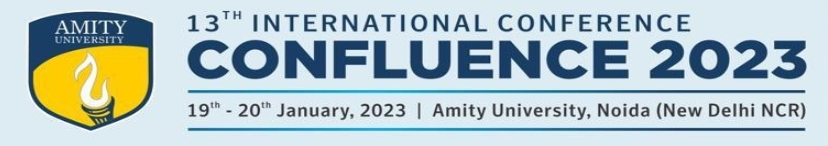 AMITY
UNIVERSITY
13TH INTERNATIONAL CONFERENCE
CONFLUENCE 2023
19th - 20th January, 2023 | Amity University, Noida (New Delhi NCR)